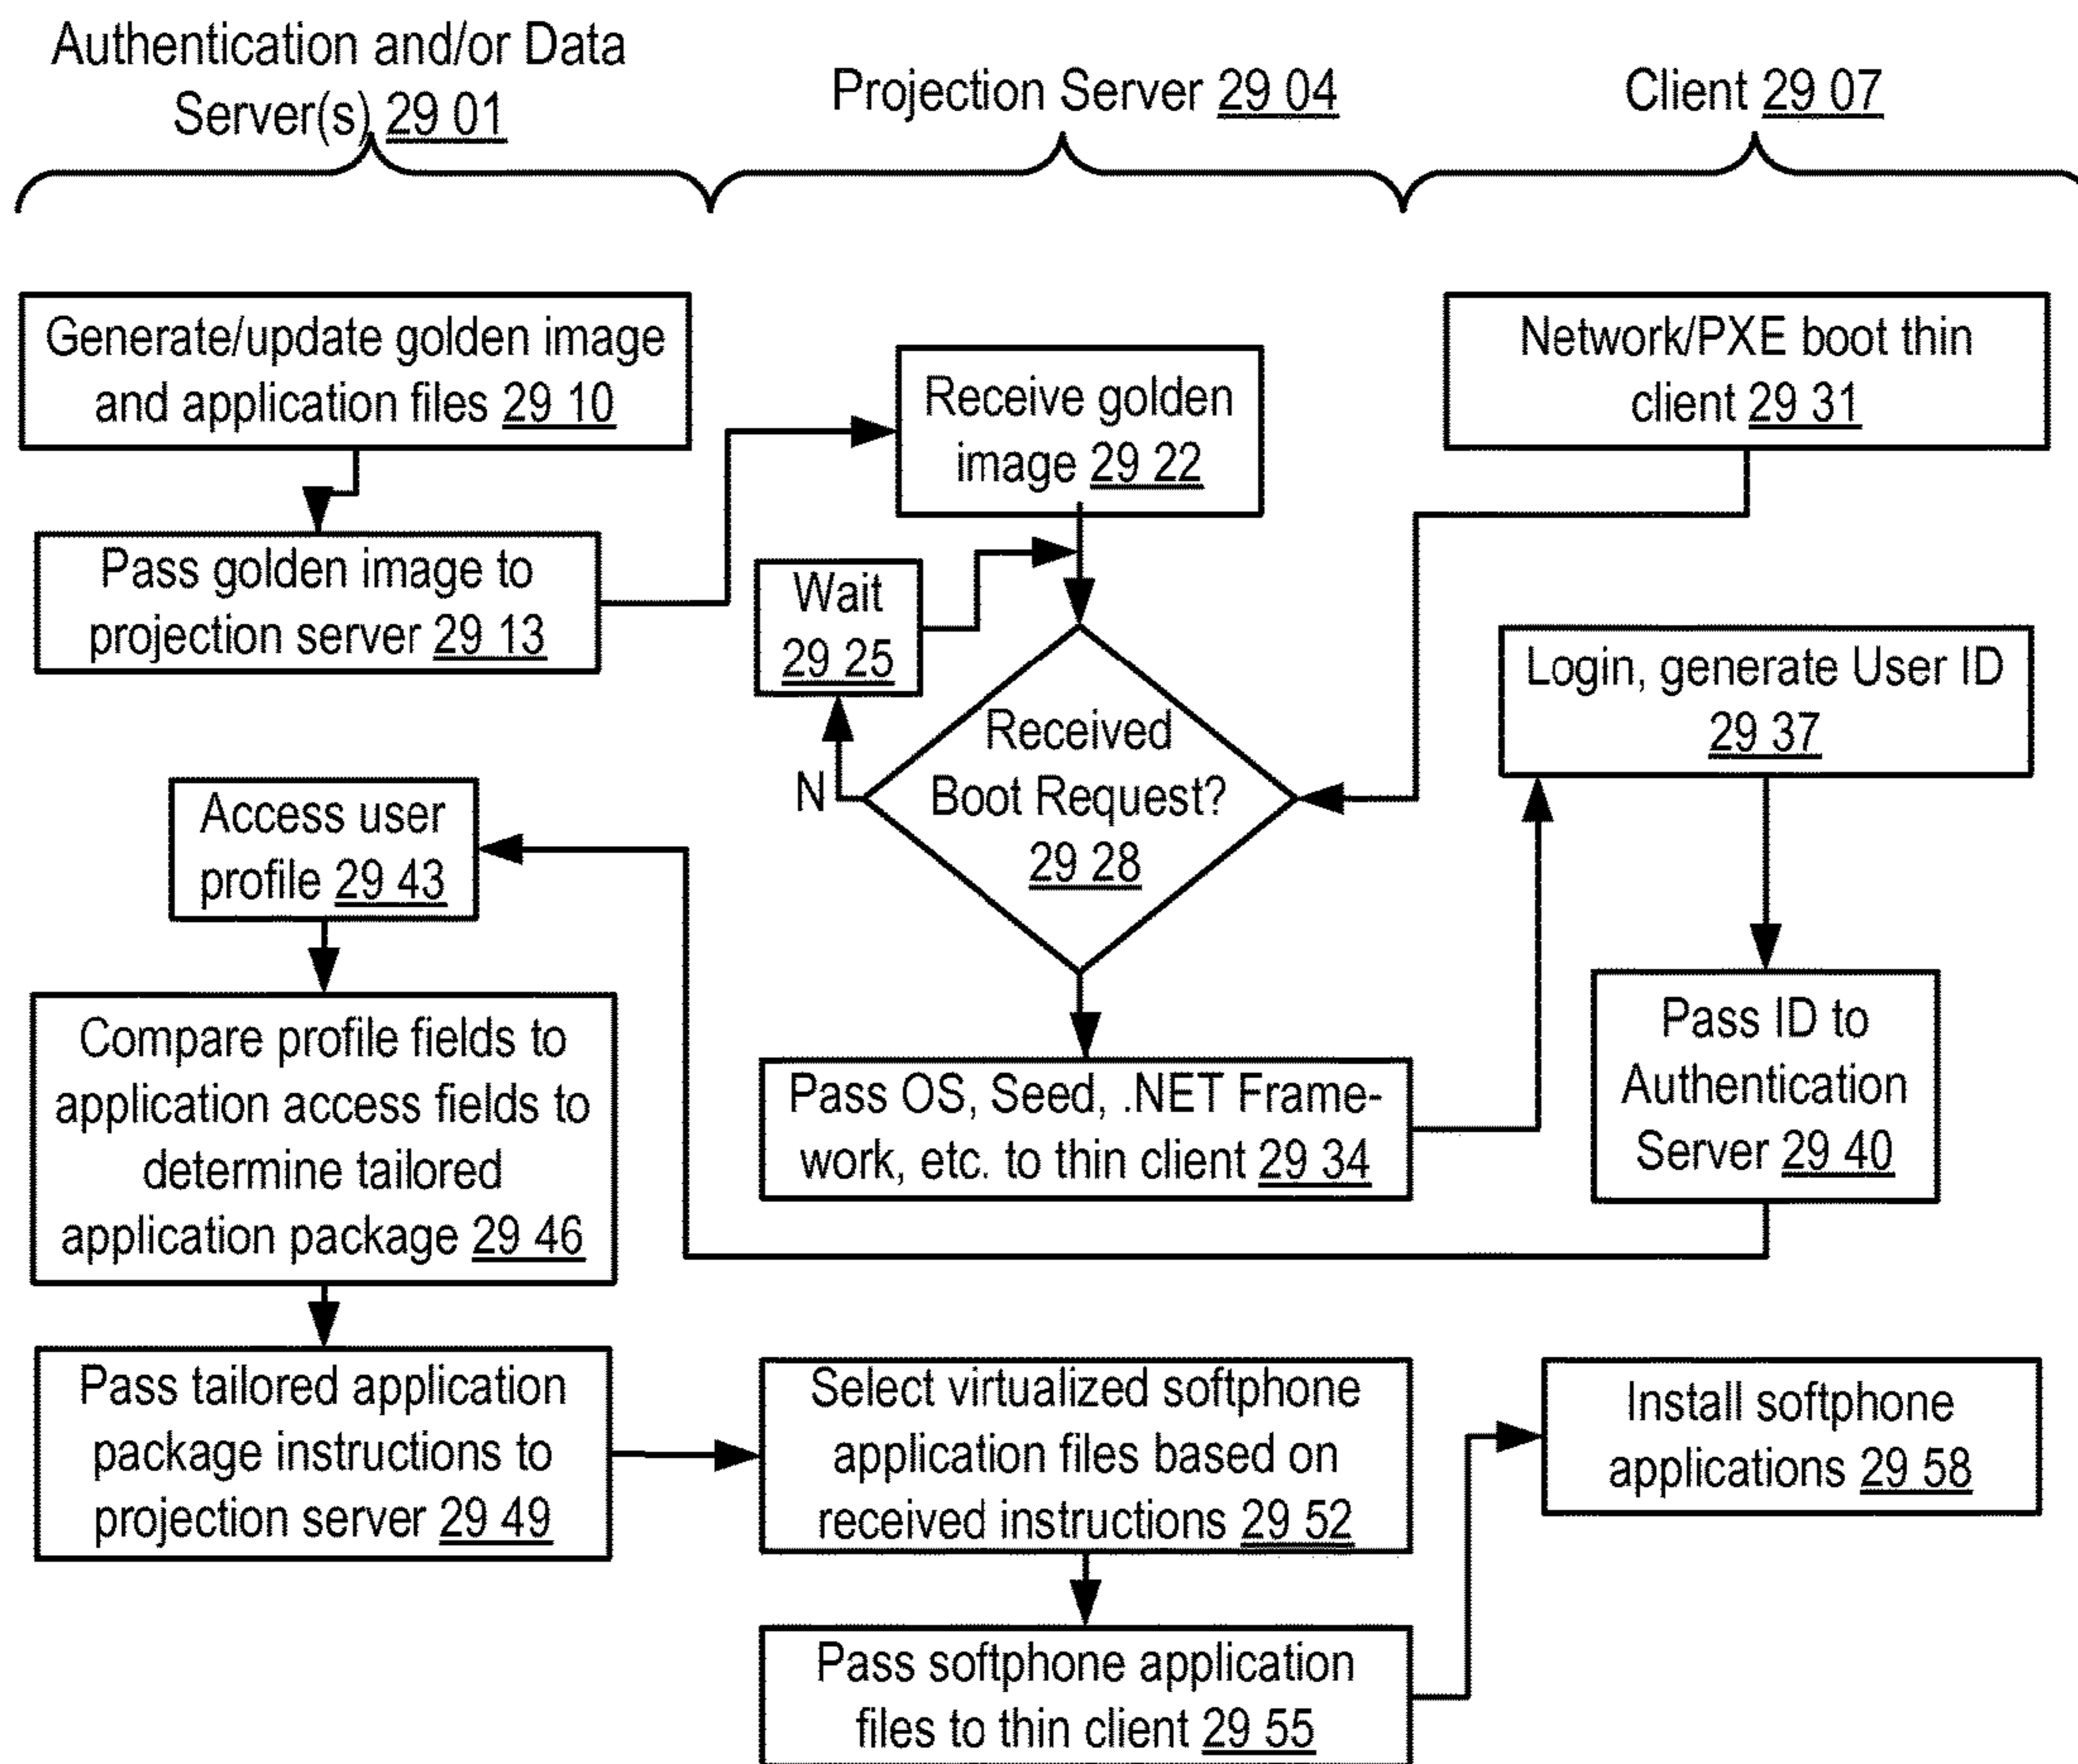 Authentication and/or Data
Server(s) 29 01
Projection Server 29 04
Client 29 07
Generate/update golden image
and application files 29 10
Pass golden image to
projection server 29 13
Receive golden
image 29 22
Wait
29 25
Received
Boot Request?
29 28
N
Network/PXE boot thin
client 29 31
Pass OS, Seed, .NET Frame-
work, etc. to thin client 29 34
Login, generate User ID
29 37
Pass ID to
Authentication
Server 29 40
Access user
profile 29 43
Compare profile fields to
application access fields to
determine tailored
application package 29 46
Pass tailored application
package instructions to
projection server 29 49
Select virtualized softphone
application files based on
received instructions 29 52
Pass softphone application
files to thin client 29 55
Install softphone
applications 29 58